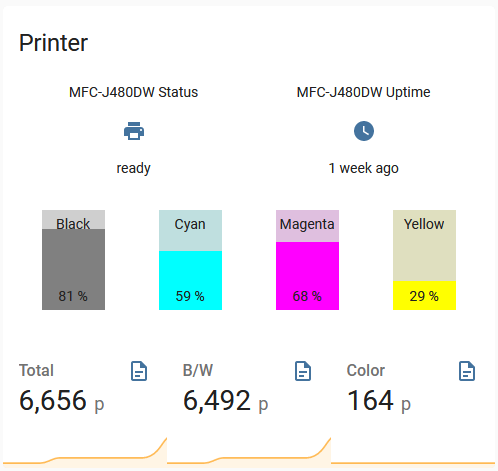 Printer
MFC-J480DW Status
MFC-J480DW Uptime
ready
1 week ago
Black
Cyan
Magenta
Yellow
81 %
59 %
68 %
29 %
Total
B/W
Color
6,656 p
6,492 p
164 p